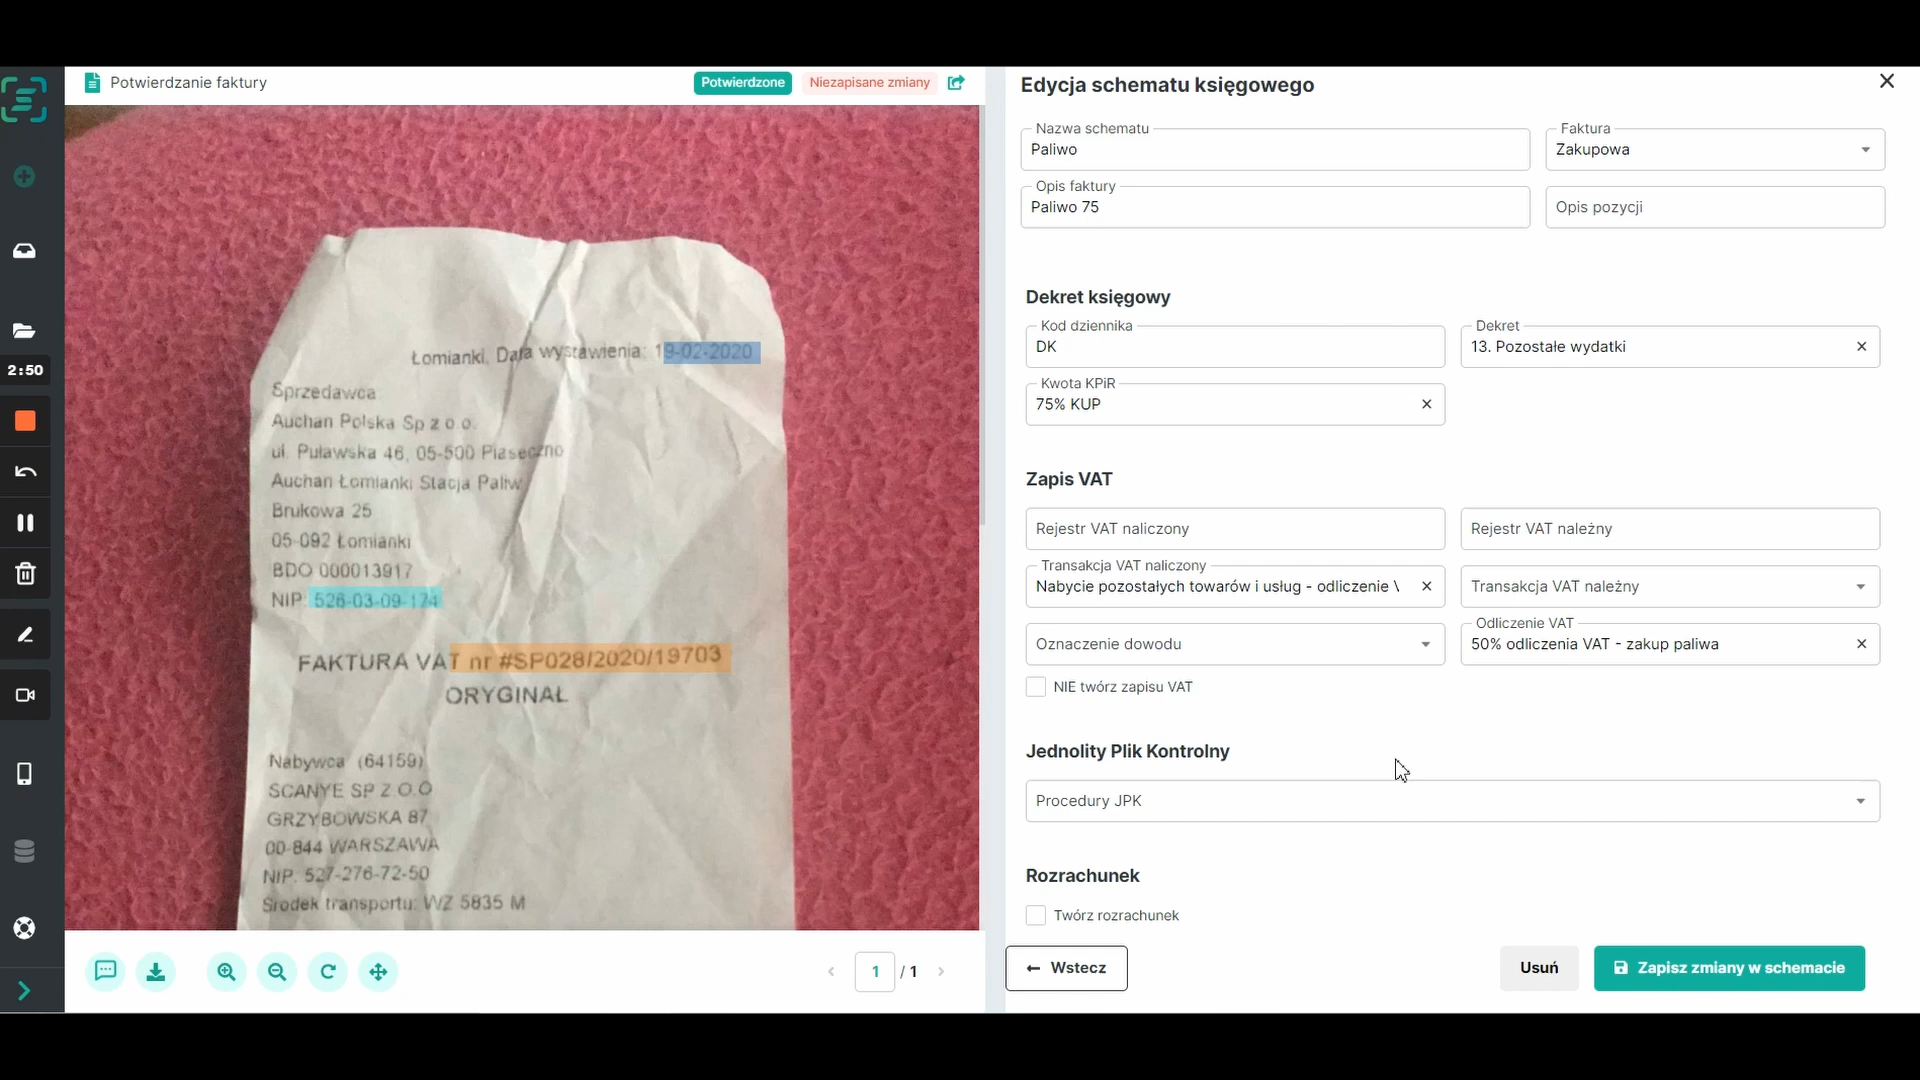 Potwierdzanie faktury
Potwierdzone
Niezapisane zmiany
2:50
Łomianki, Data wystawienia: 19-02-2020
Sprzedawca
Auchan Polska Sp z o.o.
ul. Puławska 46, 05-500 Piaseczno
Auchan Łomianki Stacja Paliw
Brukowa 25
05-092 Łomianki
BDO 000013917
NIP: 526-03-09-174
FAKTURA VAT nr #SP028/2020/19703
ORYGINAŁ
Nabywca (64159)
SCANYE SP Z O.O
GRZYBOWSKA 87
00-844 WARSZAWA
NIP: 527-276-72-50
Środek transportu: WZ 5835 M
1 / 1
Edycja schematu księgowego
Nazwa schematu
Paliwo
Faktura
Zakupowa
Opis faktury
Paliwo 75
Opis pozycji
Dekret księgowy
Kod dziennika
DK
Dekret
13. Pozostałe wydatki
Kwota KPiR
75% KUP
Zapis VAT
Rejestr VAT naliczony
Rejestr VAT należny
Transakcja VAT naliczony
Nabycie pozostałych towarów i usług - odliczenie \
Transakcja VAT należny
Oznaczenie dowodu
Odliczenie VAT
50% odliczenia VAT - zakup paliwa
NIE twórz zapisu VAT
Jednolity Plik Kontrolny
Procedury JPK
Rozrachunek
Twórz rozrachunek
Wstecz
Usuń
Zapisz zmiany w schemacie